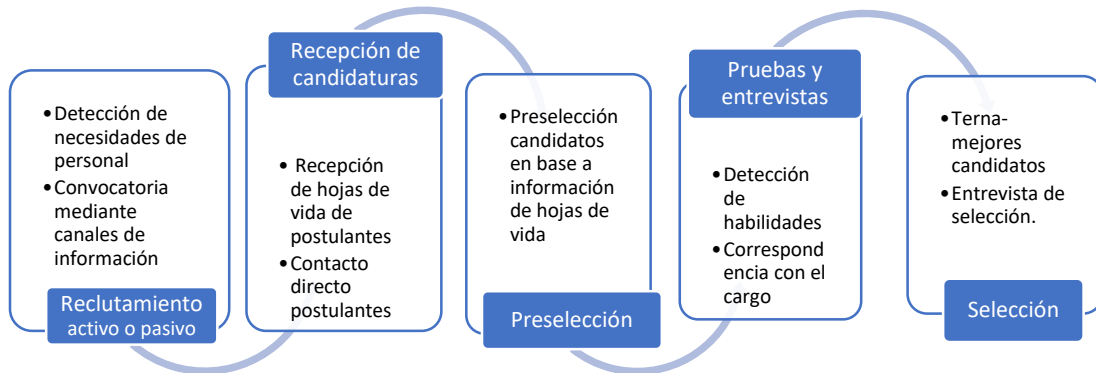 •Detección de
necesidades de
personal
•Convocatoria
mediante
canales de
información
Reclutamiento
activo o pasivo
Recepción de
candidaturas
• Recepción
de hojas de
vida de
postulantes
•Contacto
directo
postulantes
•Preselección
candidatos
en base a
información
de hojas de
vida
Preselección
Pruebas y
entrevistas
•Detección
de
habilidades
•Correspond
encia con el
cargo
•Terna-
mejores
candidatos
•Entrevista de
selección.
Selección